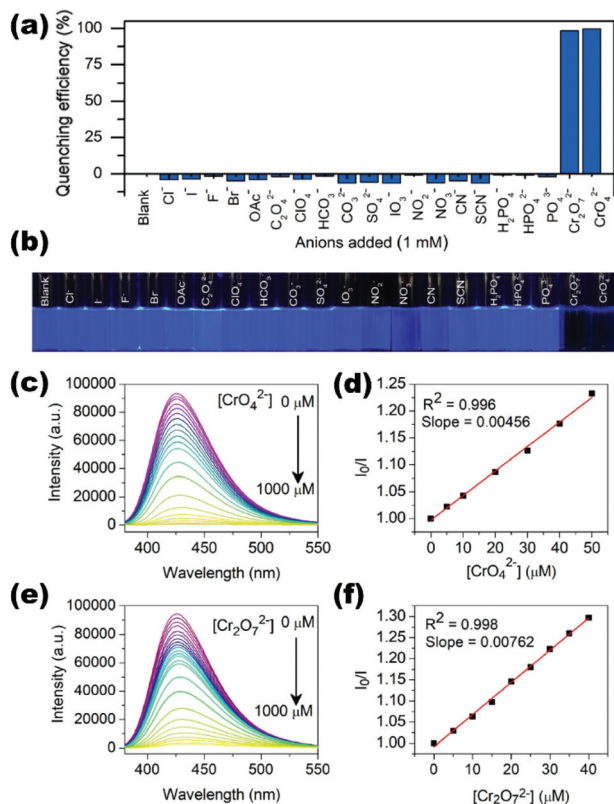 (a)
Quenching efficiency (%)
100
75
50
25
0
Blank
Cl⁻
I⁻
F⁻
Br⁻
OAc⁻
C₂O₄²⁻
ClO₄⁻
HCO₃⁻
CO₃²⁻
SO₄²⁻
IO₃⁻
NO₂⁻
NO₃⁻
CN⁻
SCN⁻
H₂PO₄⁻
HPO₄²⁻
PO₄³⁻
Cr₂O₇²⁻
CrO₄²⁻
Anions added (1 mM)
(b)
Blank
Cl⁻
I⁻
F⁻
Br⁻
OAc⁻
C₂O₄²⁻
ClO₄⁻
HCO₃⁻
CO₃²⁻
SO₄²⁻
IO₃⁻
NO₂⁻
NO₃⁻
CN⁻
SCN⁻
H₂PO₄⁻
HPO₄²⁻
PO₄³⁻
Cr₂O₇²⁻
CrO₄²⁻
(c)
Intensity (a.u.)
100000
80000
60000
40000
20000
0
[CrO₄²⁻] 0 µM
1000 µM
400 450 500 550
Wavelength (nm)
(d)
I₀/I
1.25
1.20
1.15
1.10
1.05
1.00
R² = 0.996
Slope = 0.00456
0 10 20 30 40 50
[CrO₄²⁻] (µM)
(e)
Intensity (a.u.)
100000
80000
60000
40000
20000
0
[Cr₂O₇²⁻] 0 µM
1000 µM
400 450 500 550
Wavelength (nm)
(f)
I₀/I
1.30
1.25
1.20
1.15
1.10
1.05
1.00
R² = 0.998
Slope = 0.00762
0 10 20 30 40
[Cr₂O₇²⁻] (µM)